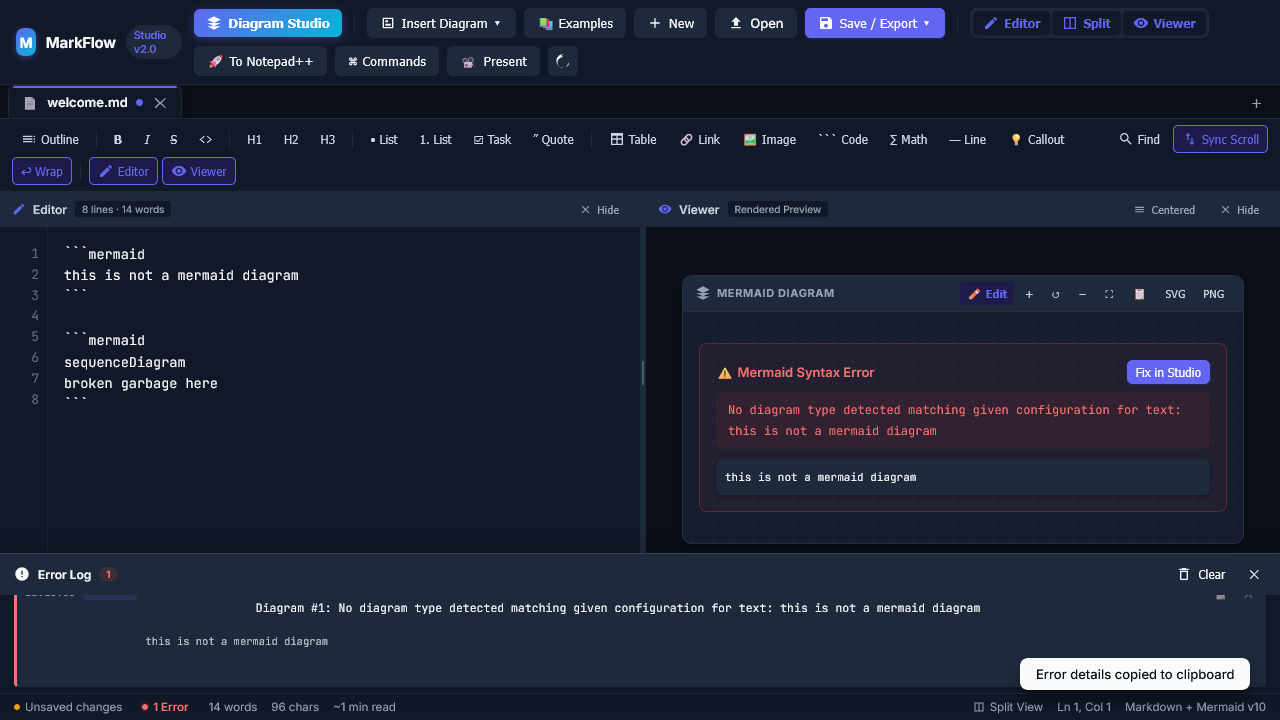 M MarkFlow Studio v2.0
Diagram Studio Insert Diagram ▾ Examples + New Open Save / Export ▾ Editor Split Viewer
To Notepad++ ⌘ Commands Present
welcome.md +
Outline B I S <> H1 H2 H3 • List 1. List ☑ Task " Quote Table Link Image ``` Code ∑ Math — Line Callout Find Sync Scroll
↩ Wrap Editor Viewer
Editor 8 lines · 14 words Hide
Viewer Rendered Preview Centered Hide
1 ```mermaid
2 this is not a mermaid diagram
3 ```
4
5 ```mermaid
6 sequenceDiagram
7 broken garbage here
8 ```
MERMAID DIAGRAM Edit + ↺ − ⛶ SVG PNG
Mermaid Syntax Error Fix in Studio
No diagram type detected matching given configuration for text:
this is not a mermaid diagram
this is not a mermaid diagram
Error Log 1 Clear
Diagram #1: No diagram type detected matching given configuration for text: this is not a mermaid diagram
this is not a mermaid diagram
Error details copied to clipboard
Unsaved changes 1 Error 14 words 96 chars ~1 min read Split View Ln 1, Col 1 Markdown + Mermaid v10